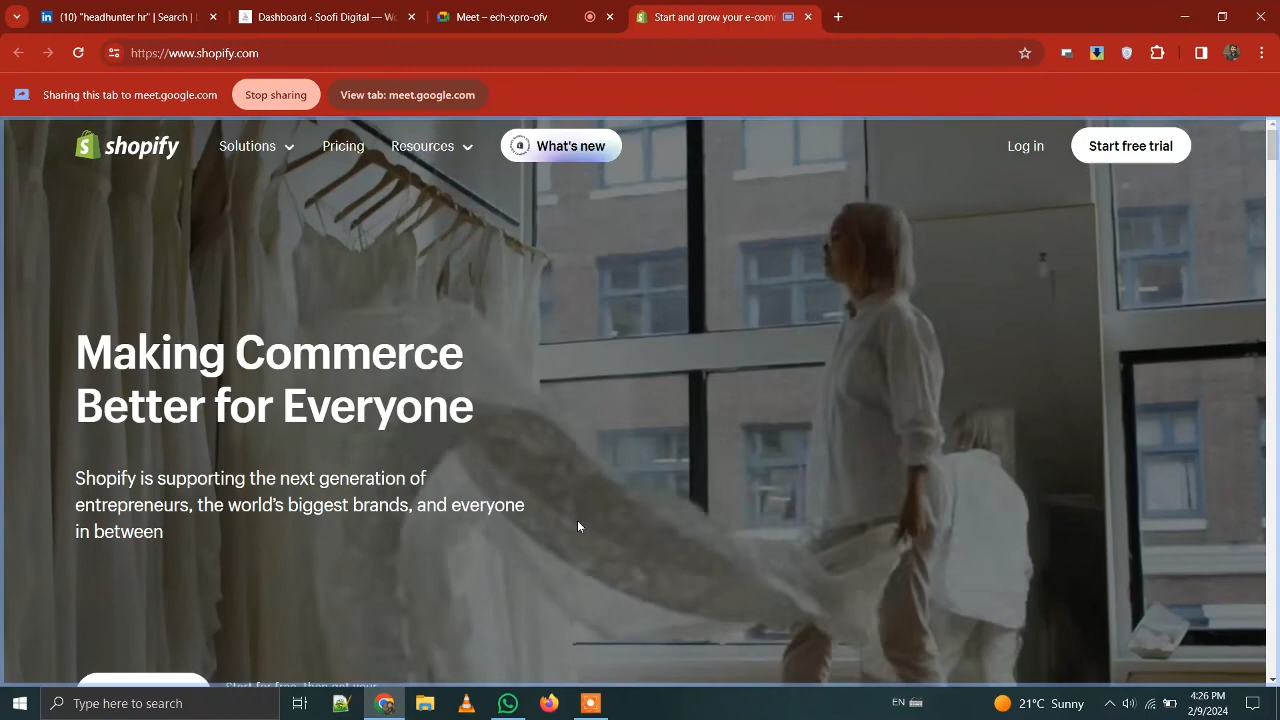 (10) "headhunter hr" | Search | L
Dashboard ‹ Soofi Digital — Wo
Meet – ech-xpro-ofv
Start and grow your e-comm
https://www.shopify.com
Sharing this tab to meet.google.com
Stop sharing
View tab: meet.google.com
shopify
Solutions
Pricing
Resources
What's new
Log in
Start free trial
Making Commerce
Better for Everyone
Shopify is supporting the next generation of
entrepreneurs, the world's biggest brands, and everyone
in between
Start for free, then get your
Type here to search
EN
21°C Sunny
4:26 PM
2/9/2024